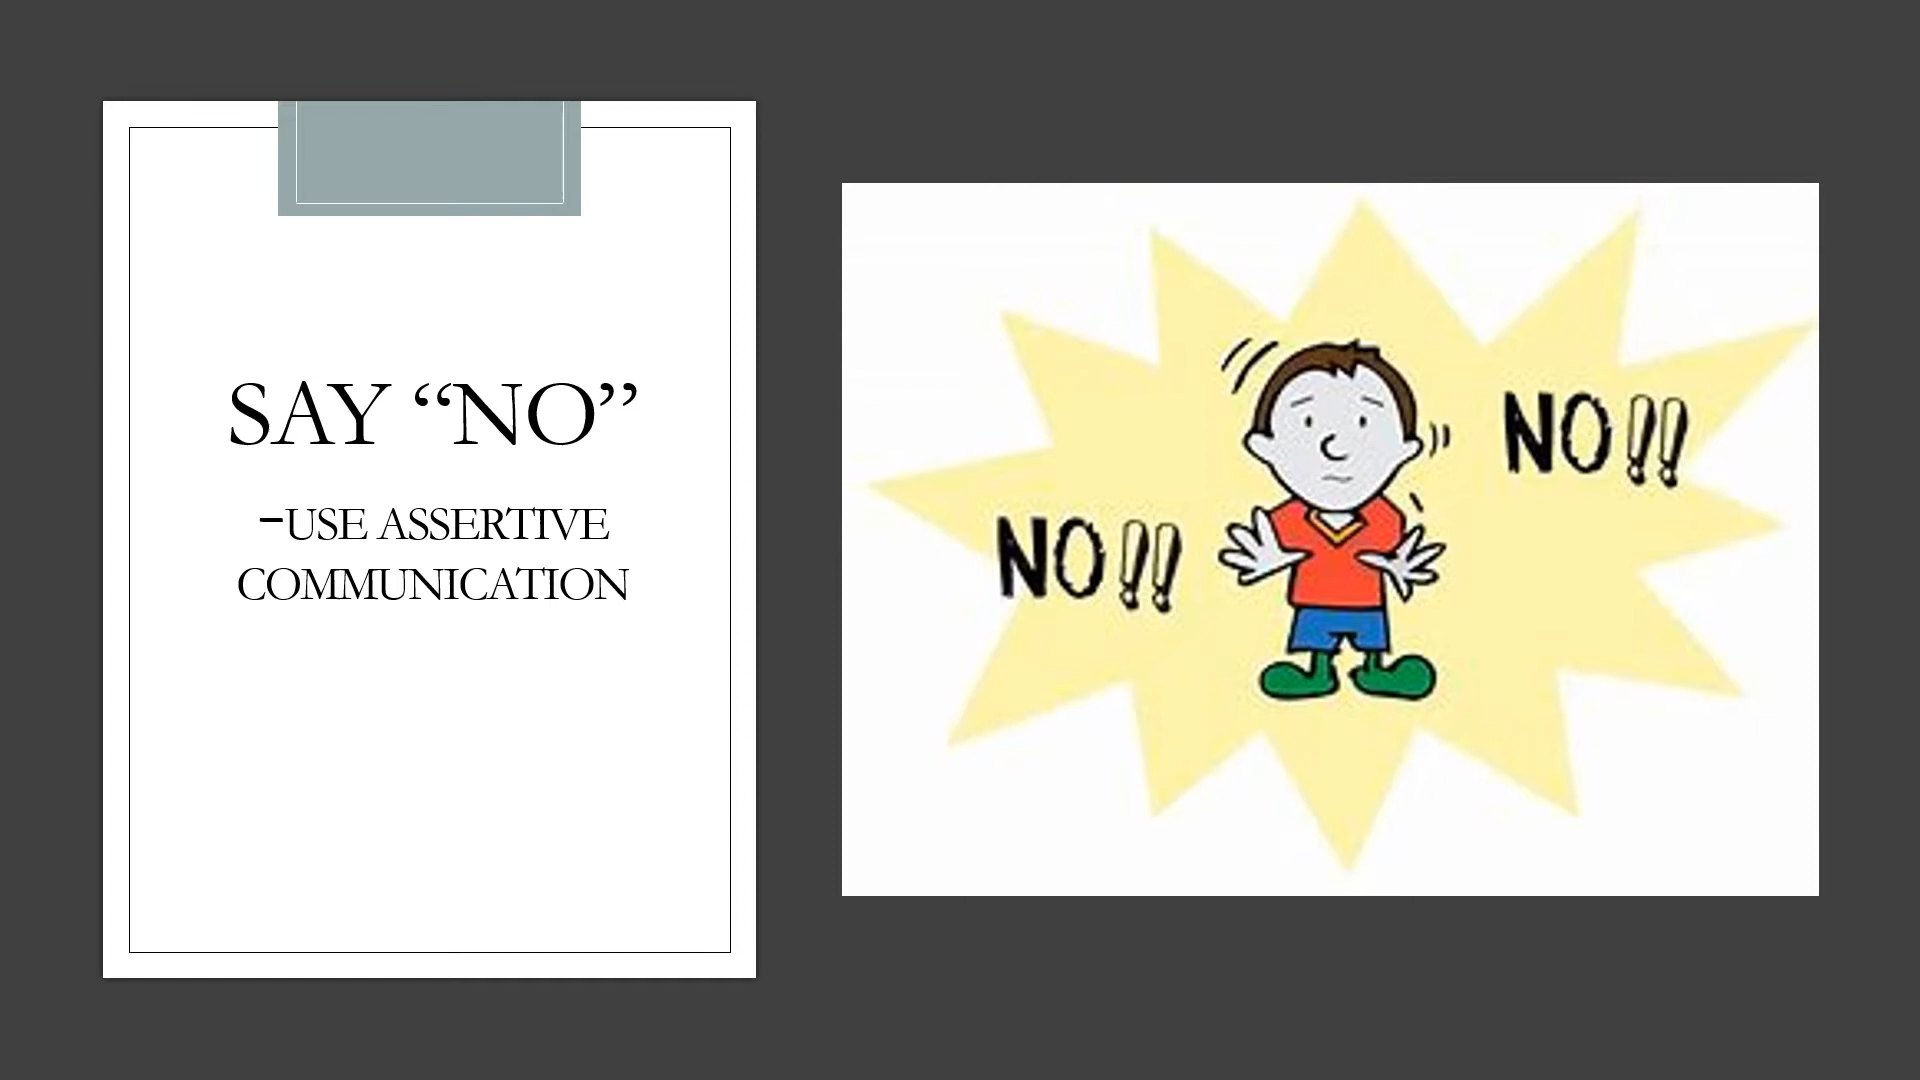 SAY “NO”
–USE ASSERTIVE
COMMUNICATION
NO!!
NO!!